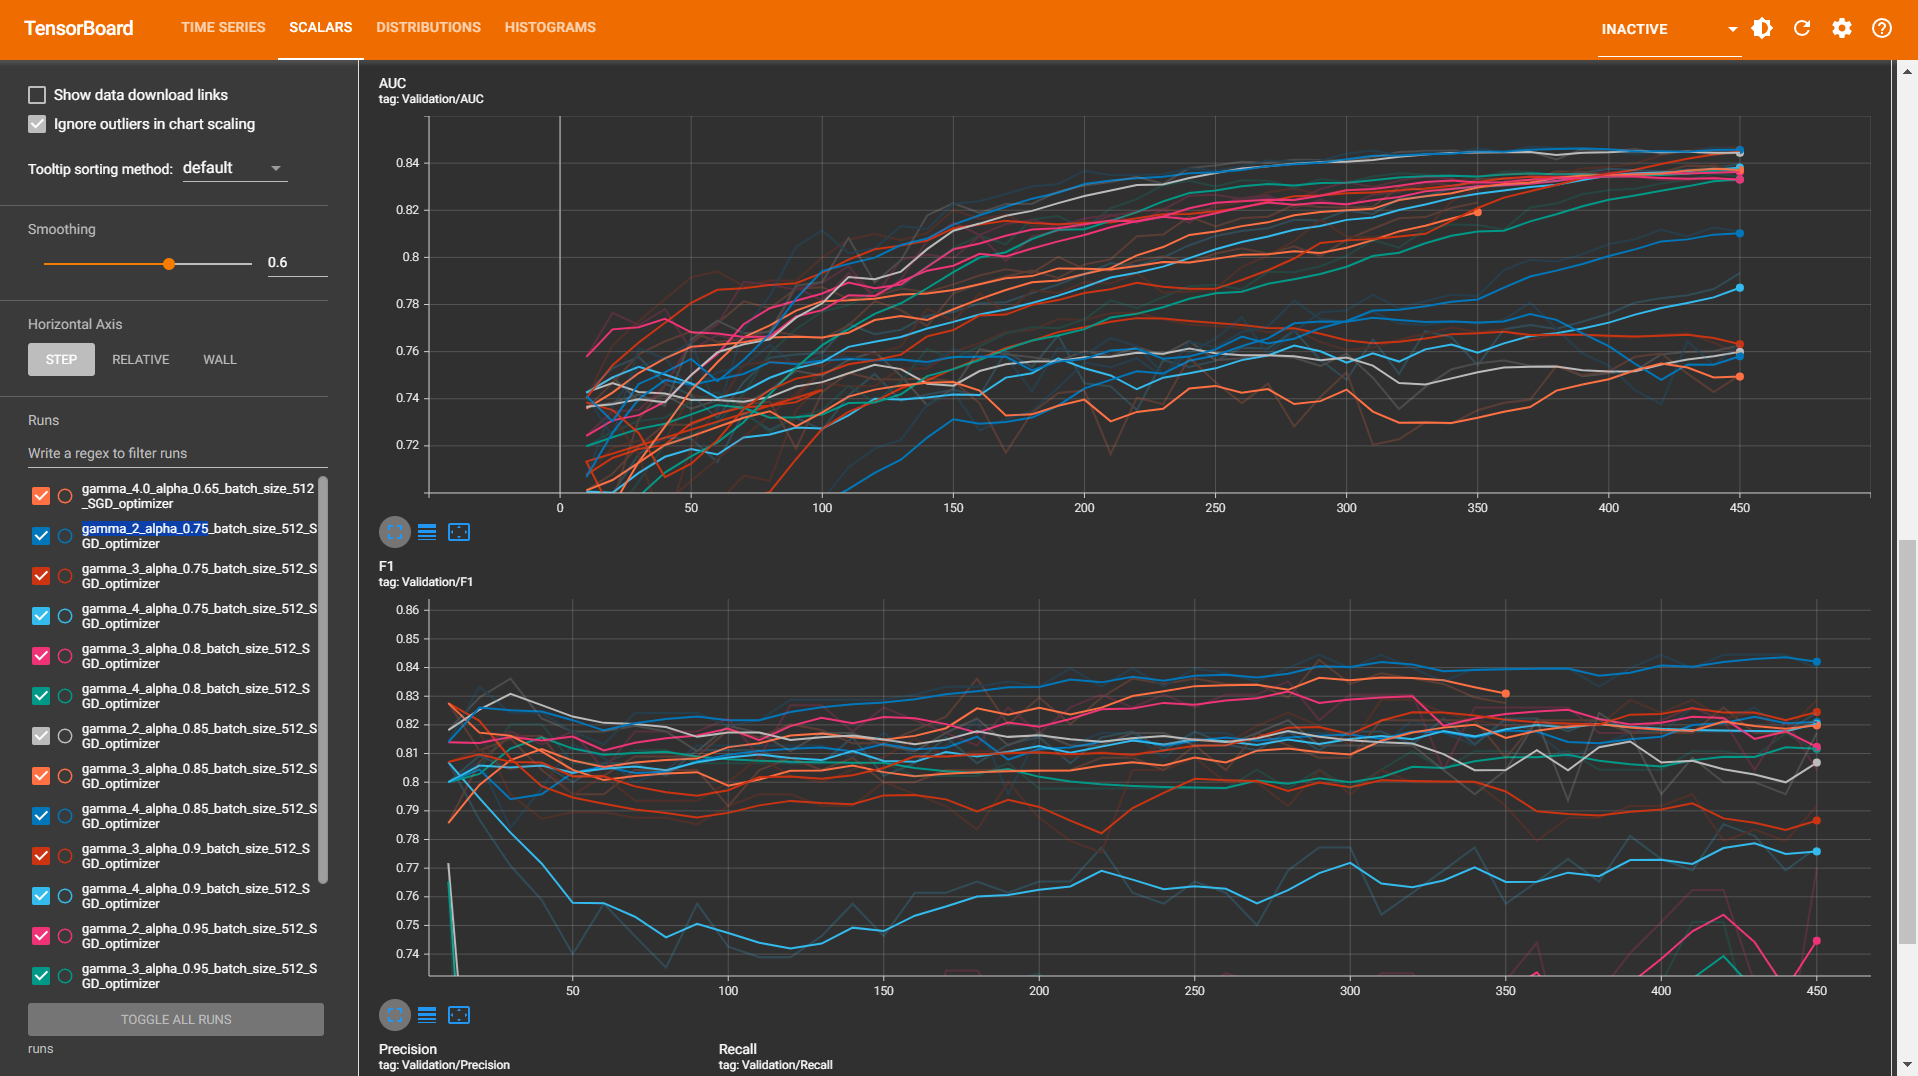 TensorBoard
TIME SERIES
SCALARS
DISTRIBUTIONS
HISTOGRAMS
INACTIVE
Show data download links
Ignore outliers in chart scaling
Tooltip sorting method: default
Smoothing
0.6
Horizontal Axis
STEP
RELATIVE
WALL
Runs
Write a regex to filter runs
gamma_4.0_alpha_0.65_batch_size_512
_SGD_optimizer
gamma_2_alpha_0.75_batch_size_512_S
GD_optimizer
gamma_3_alpha_0.75_batch_size_512_S
GD_optimizer
gamma_4_alpha_0.75_batch_size_512_S
GD_optimizer
gamma_3_alpha_0.8_batch_size_512_S
GD_optimizer
gamma_4_alpha_0.8_batch_size_512_S
GD_optimizer
gamma_2_alpha_0.85_batch_size_512_S
GD_optimizer
gamma_3_alpha_0.85_batch_size_512_S
GD_optimizer
gamma_4_alpha_0.85_batch_size_512_S
GD_optimizer
gamma_3_alpha_0.9_batch_size_512_S
GD_optimizer
gamma_4_alpha_0.9_batch_size_512_S
GD_optimizer
gamma_2_alpha_0.95_batch_size_512_S
GD_optimizer
gamma_3_alpha_0.95_batch_size_512_S
GD_optimizer
TOGGLE ALL RUNS
runs
AUC
tag: Validation/AUC
0.84
0.82
0.8
0.78
0.76
0.74
0.72
0 50 100 150 200 250 300 350 400 450
F1
tag: Validation/F1
0.86
0.85
0.84
0.83
0.82
0.81
0.8
0.79
0.78
0.77
0.76
0.75
0.74
50 100 150 200 250 300 350 400 450
Precision
tag: Validation/Precision
Recall
tag: Validation/Recall